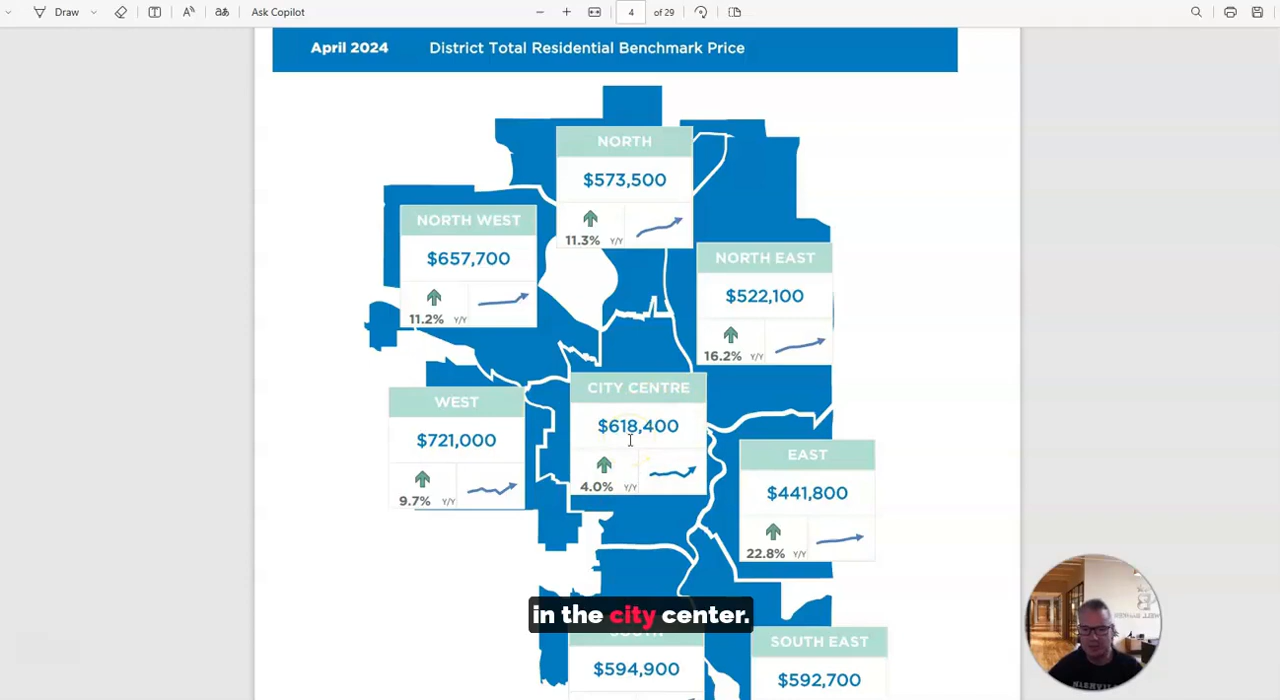 Draw
Ask Copilot
4 of 29
April 2024 District Total Residential Benchmark Price
NORTH
$573,500
11.3% Y/Y
NORTH WEST
$657,700
11.2% Y/Y
NORTH EAST
$522,100
16.2% Y/Y
CITY CENTRE
$618,400
4.0% Y/Y
WEST
$721,000
9.7% Y/Y
EAST
$441,800
22.8% Y/Y
in the city center.
SOUTH
$594,900
SOUTH EAST
$592,700